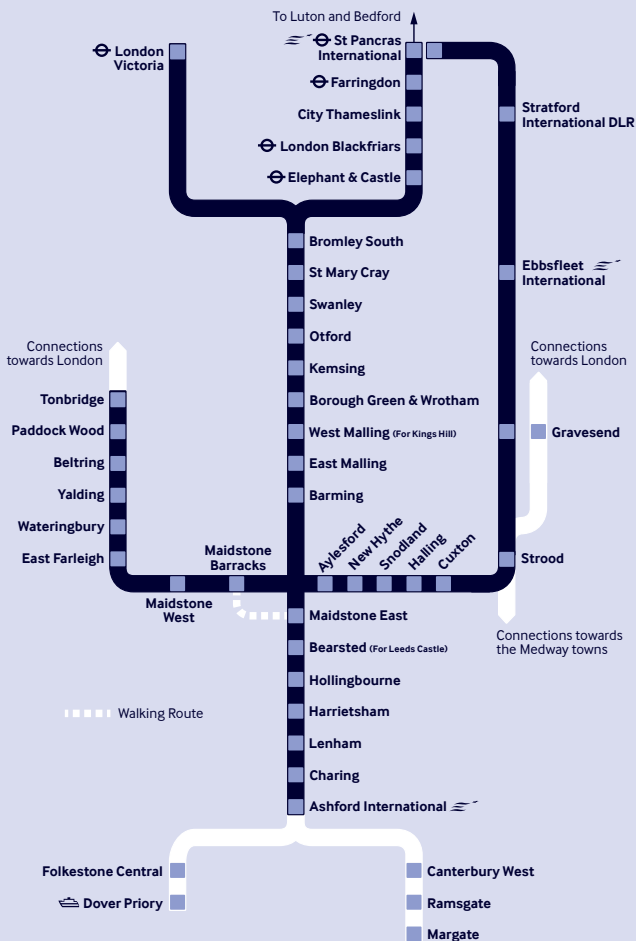 To Luton and Bedford
London
Victoria
St Pancras
International
Farringdon
City Thameslink
London Blackfriars
Elephant & Castle
Stratford
International DLR
Bromley South
St Mary Cray
Swanley
Otford
Kemsing
Borough Green & Wrotham
West Malling (For Kings Hill)
East Malling
Barming
Ebbsfleet
International
Connections
towards London
Gravesend
Strood
Connections towards
the Medway towns
Connections
towards London
Tonbridge
Paddock Wood
Beltring
Yalding
Wateringbury
East Farleigh
Maidstone
West
Maidstone
Barracks
Aylesford
New Hythe
Snodland
Halling
Cuxton
Maidstone East
Bearsted (For Leeds Castle)
Hollingbourne
Harrietsham
Lenham
Charing
Ashford International
Walking Route
Folkestone Central
Dover Priory
Canterbury West
Ramsgate
Margate